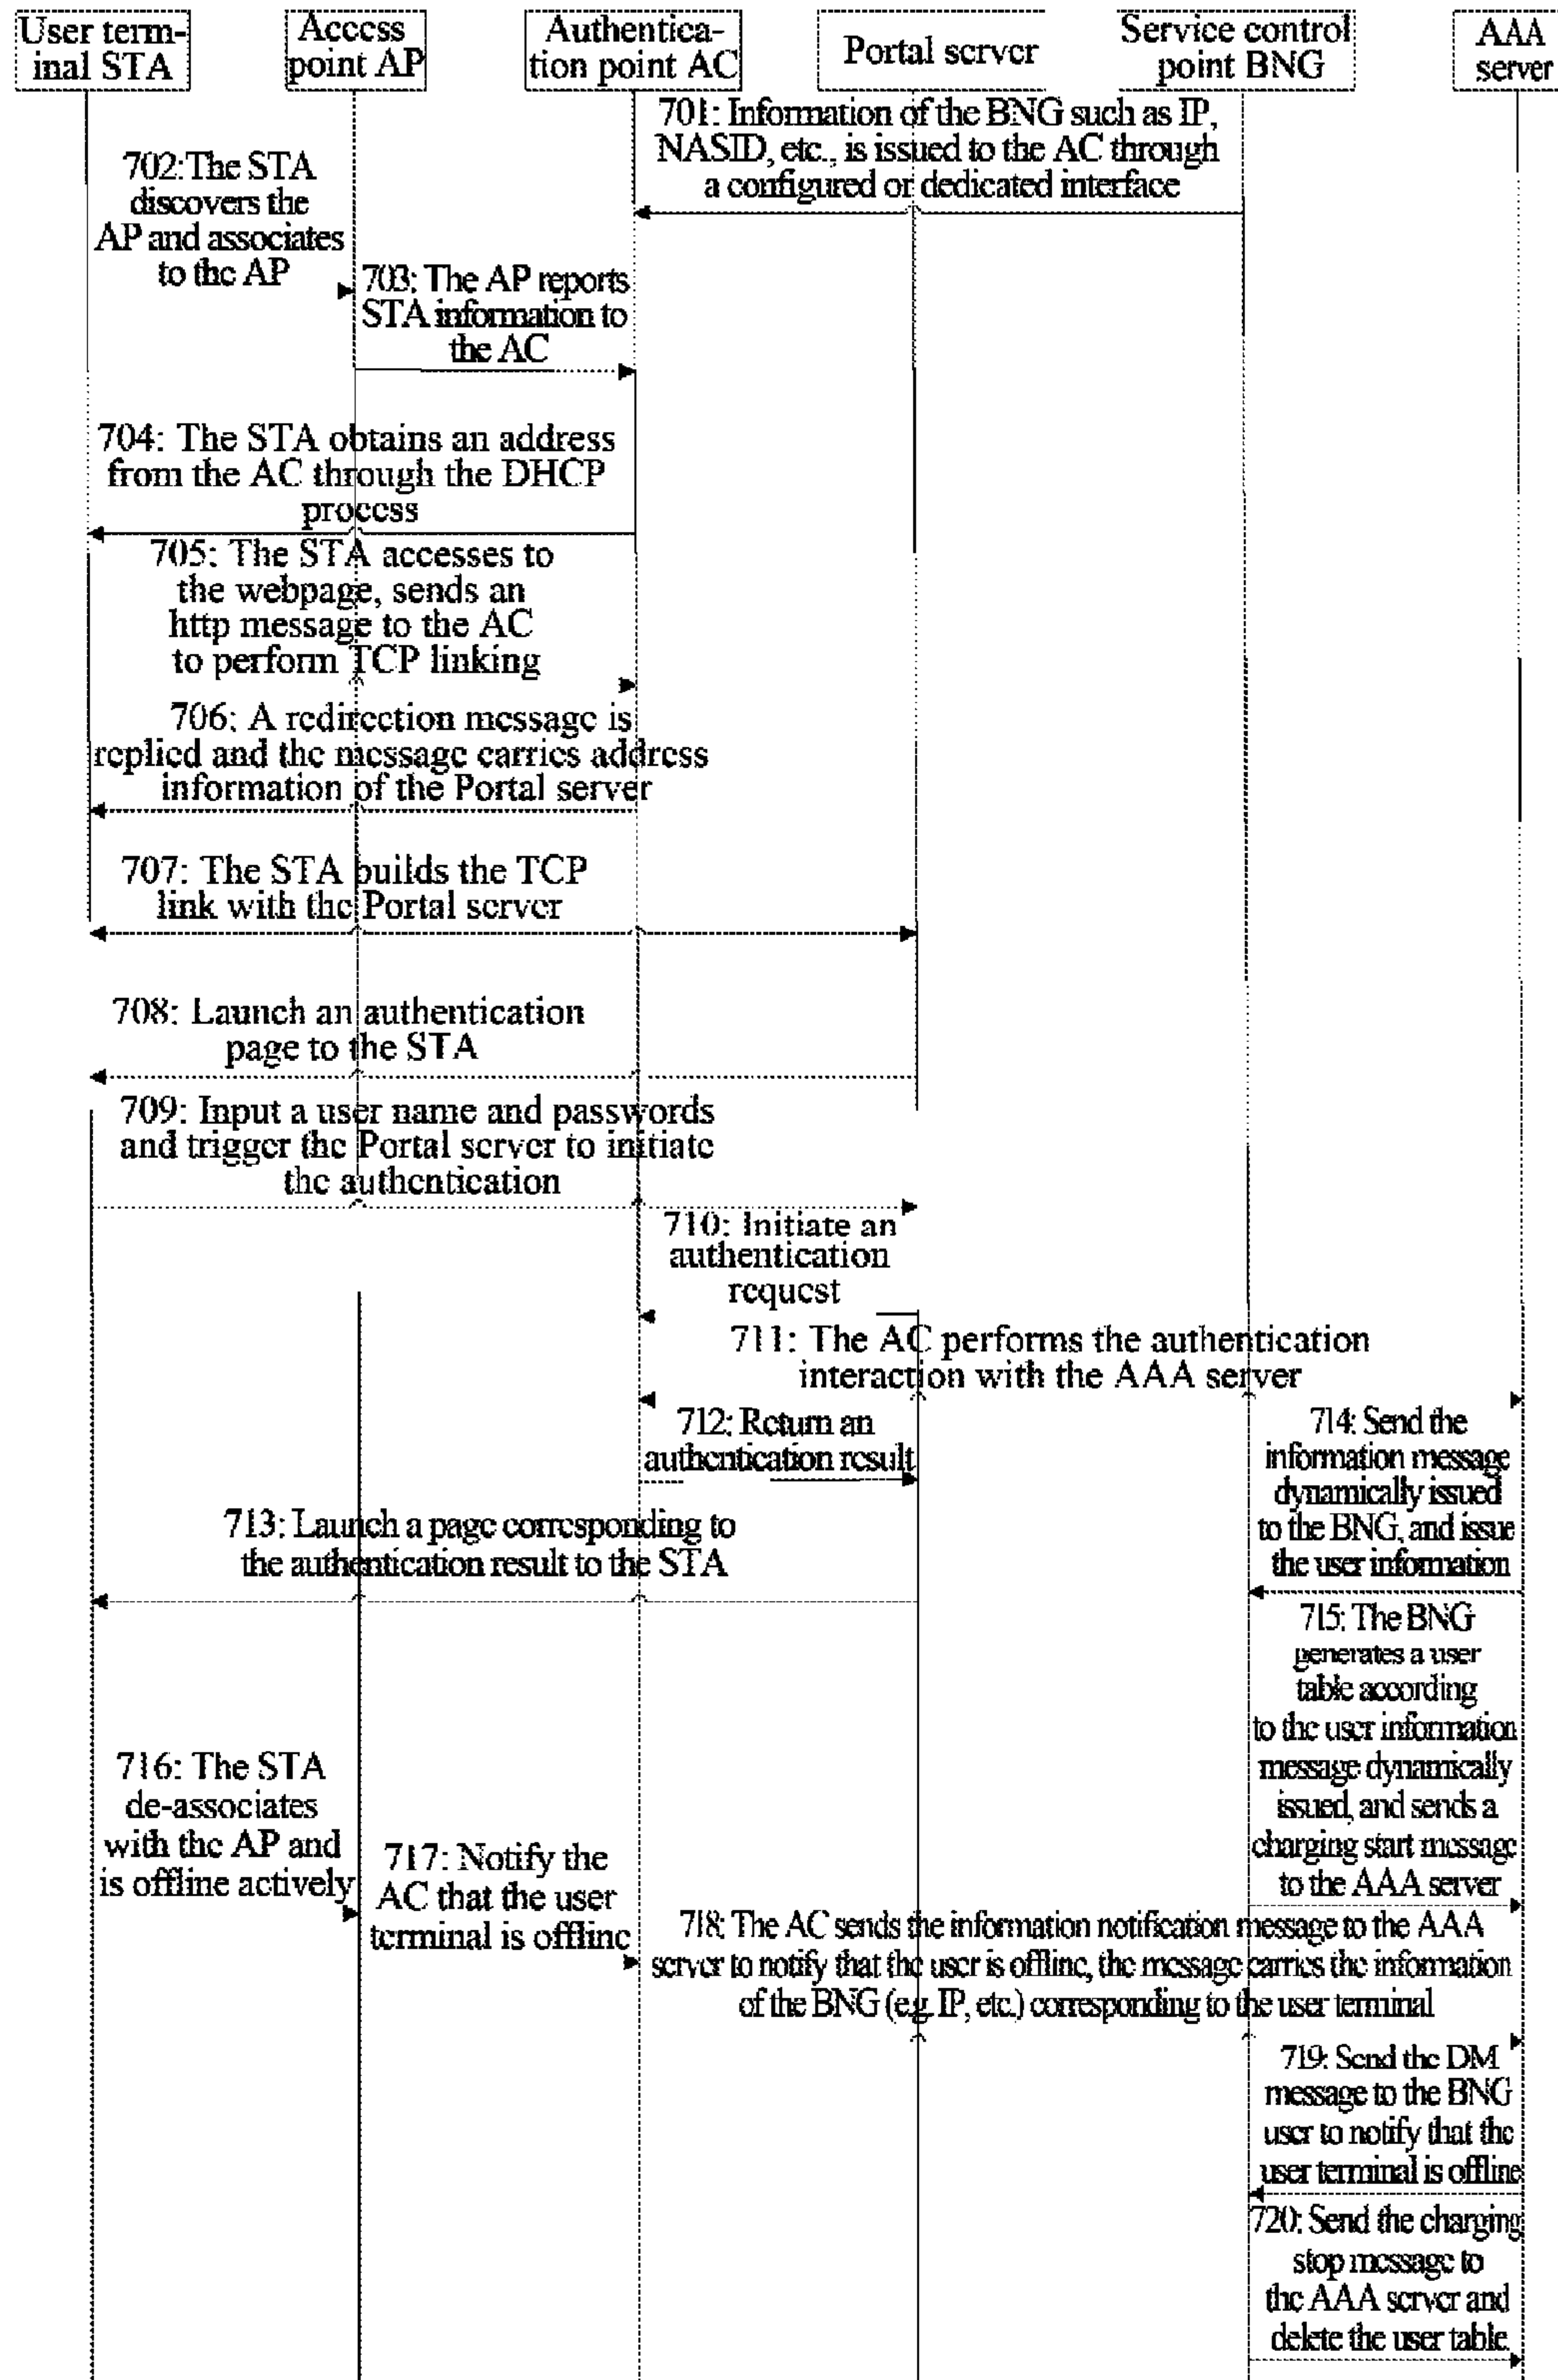 User term-
inal STA
Access
point AP
Authentica-
tion point AC
Portal server
Service control
point BNG
AAA
server
701: Information of the BNG such as IP,
NASID, etc., is issued to the AC through
a configured or dedicated interface
702:The STA
discovers the
AP and associates
to the AP
703: The AP reports
STA information to
the AC
704: The STA obtains an address
from the AC through the DHCP
process
705: The STA accesses to
the webpage, sends an
http message to the AC
to perform TCP linking
706: A redirection message is
replied and the message carries address
information of the Portal server
707: The STA builds the TCP
link with the Portal server
708: Launch an authentication
page to the STA
709: Input a user name and passwords
and trigger the Portal server to initiate
the authentication
710: Initiate an
authentication
request
711: The AC performs the authentication
interaction with the AAA server
712: Return an
authentication result
713: Launch a page corresponding to
the authentication result to the STA
714: Send the
information message
dynamically issued
to the BNG, and issue
the user information
715: The BNG
generates a user
table according
to the user information
message dynamically
issued, and sends a
charging start message
to the AAA server
716: The STA
de-associates
with the AP and
is offline actively
717: Notify the
AC that the user
terminal is offline
718: The AC sends the information notification message to the AAA
server to notify that the user is offline, the message carries the information
of the BNG (e.g. IP, etc.) corresponding to the user terminal
719: Send the DM
message to the BNG
user to notify that the
user terminal is offline
720: Send the charging
stop message to
the AAA server and
delete the user table.